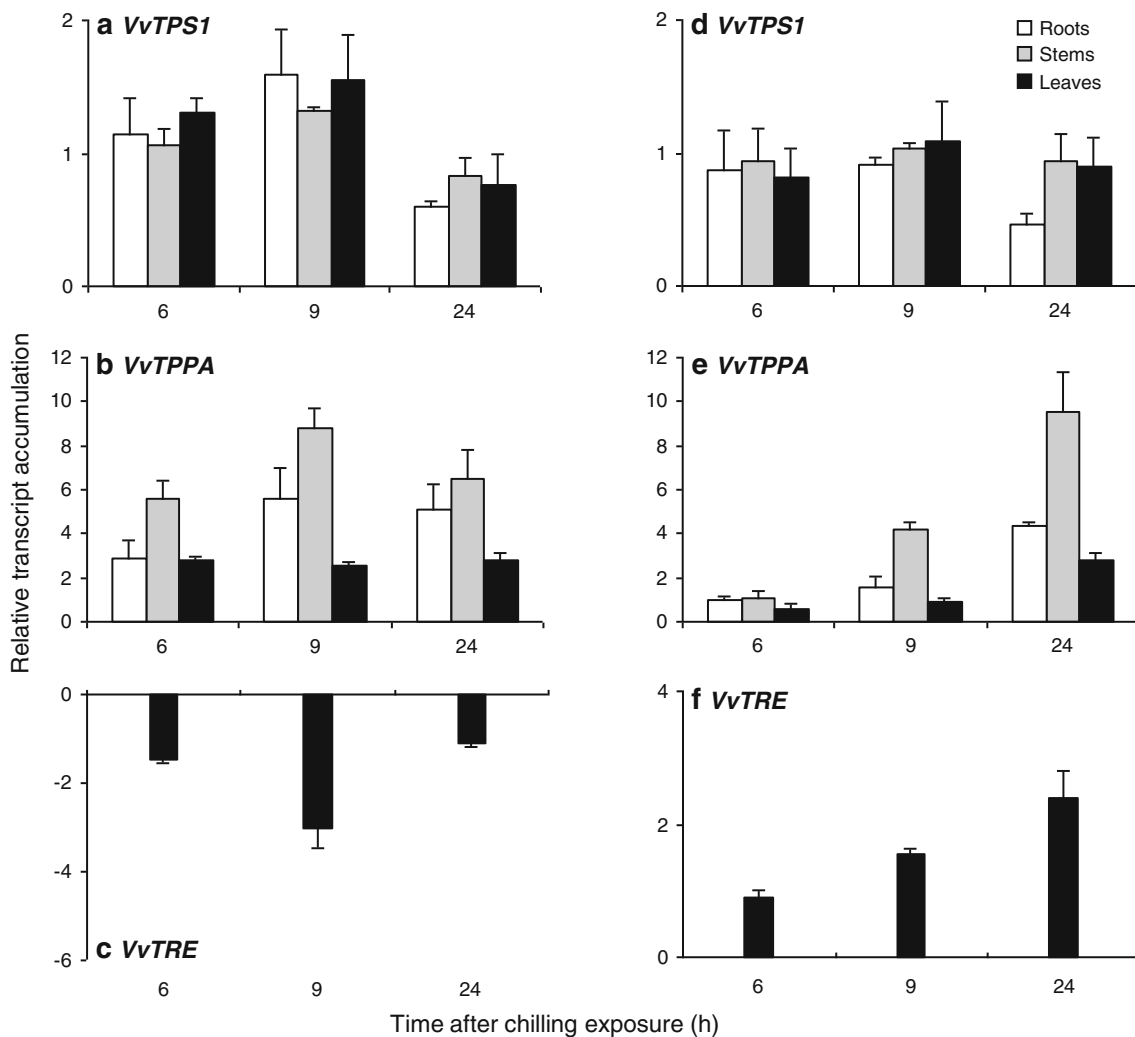 a VvTPS1
2
1
0
6 9 24
d VvTPS1
Roots
Stems
Leaves
2
1
0
6 9 24
Relative transcript accumulation
b VvTPPA
12
10
8
6
4
2
0
6 9 24
e VvTPPA
12
10
8
6
4
2
0
6 9 24
0
-2
-4
-6
c VvTRE
6 9 24
f VvTRE
4
2
0
6 9 24
Time after chilling exposure (h)